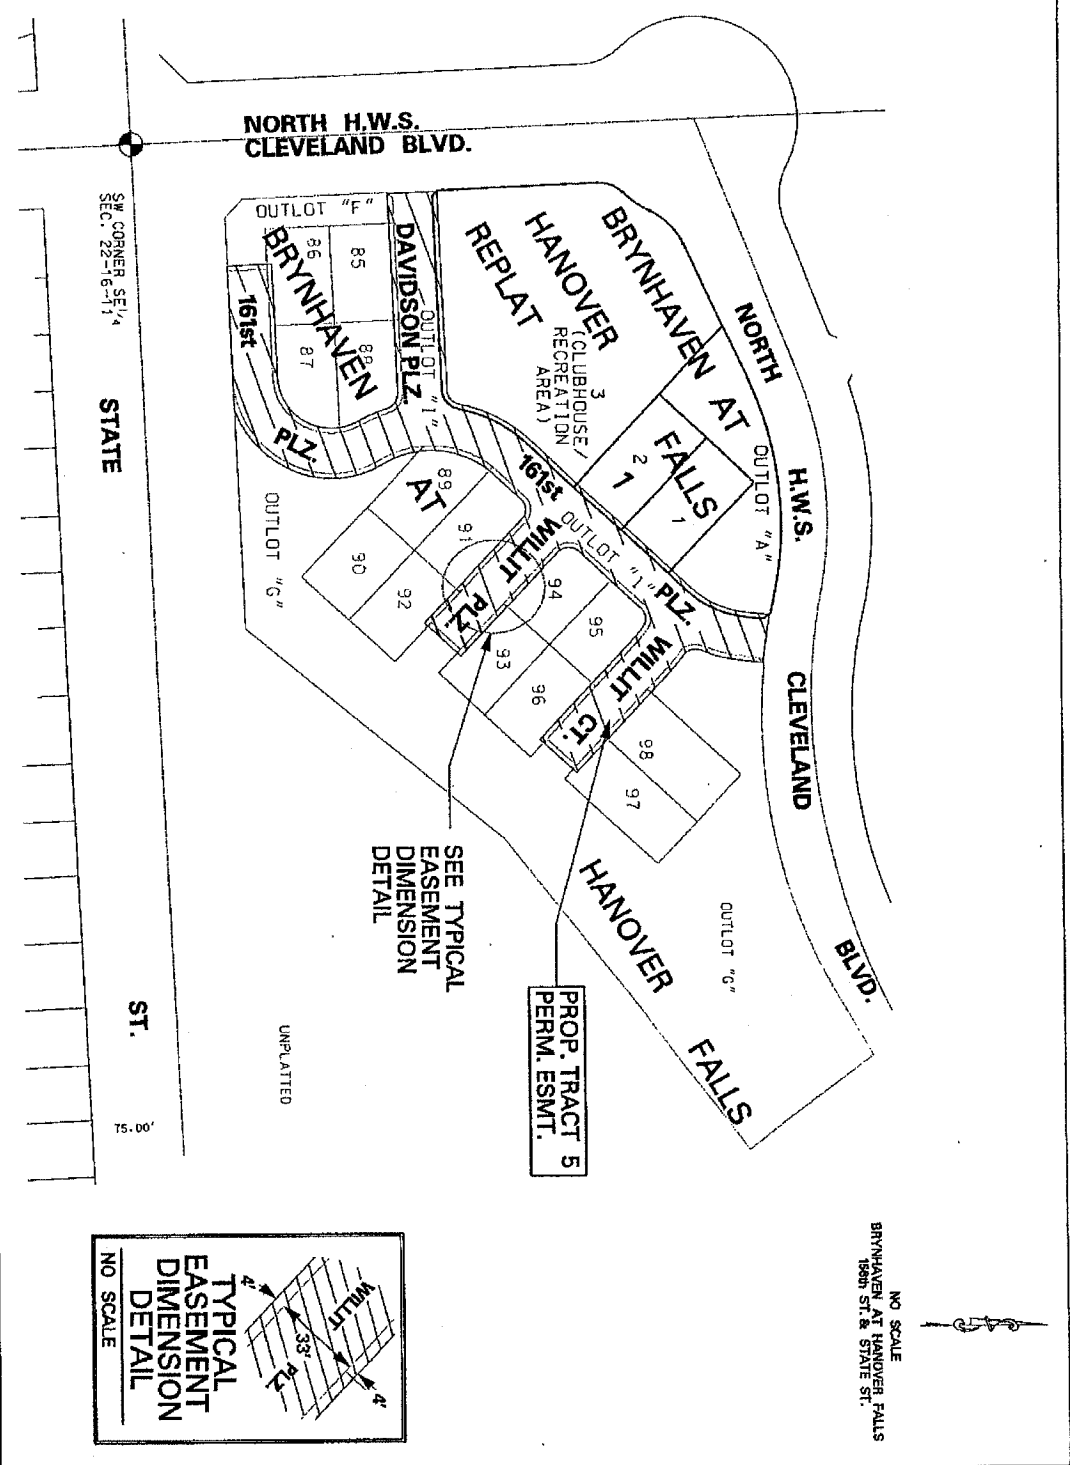 NORTH H.W.S.
CLEVELAND BLVD.
SW CORNER SE1/4
SEC. 22-16-11
STATE
ST.
75.00'
OUTLOT "F"
85
86
87
88
BRYNHAVEN
AT
HANOVER
FALLS
161st
PLZ.
DAVIDSON PLZ.
OUTLOT "1"
BRYNHAVEN AT
HANOVER
FALLS
REPLAT
3
(CLUBHOUSE/
RECREATION
AREA)
2
1
1
OUTLOT "A"
NORTH
H.W.S.
CLEVELAND
BLVD.
161st
PLZ.
OUTLOT "1"
89
90
91
92
WILLIT
PLZ.
93
94
95
96
WILLIT
CT.
97
98
OUTLOT "G"
OUTLOT "G"
UNPLATTED
SEE TYPICAL
EASEMENT
DIMENSION
DETAIL
PROP. TRACT 5
PERM. ESMT.
WILLIT
PLZ.
4'
33'
4'
TYPICAL
EASEMENT
DIMENSION
DETAIL
NO SCALE
NO SCALE
BRYNHAVEN AT HANOVER FALLS
156th ST. & STATE ST.